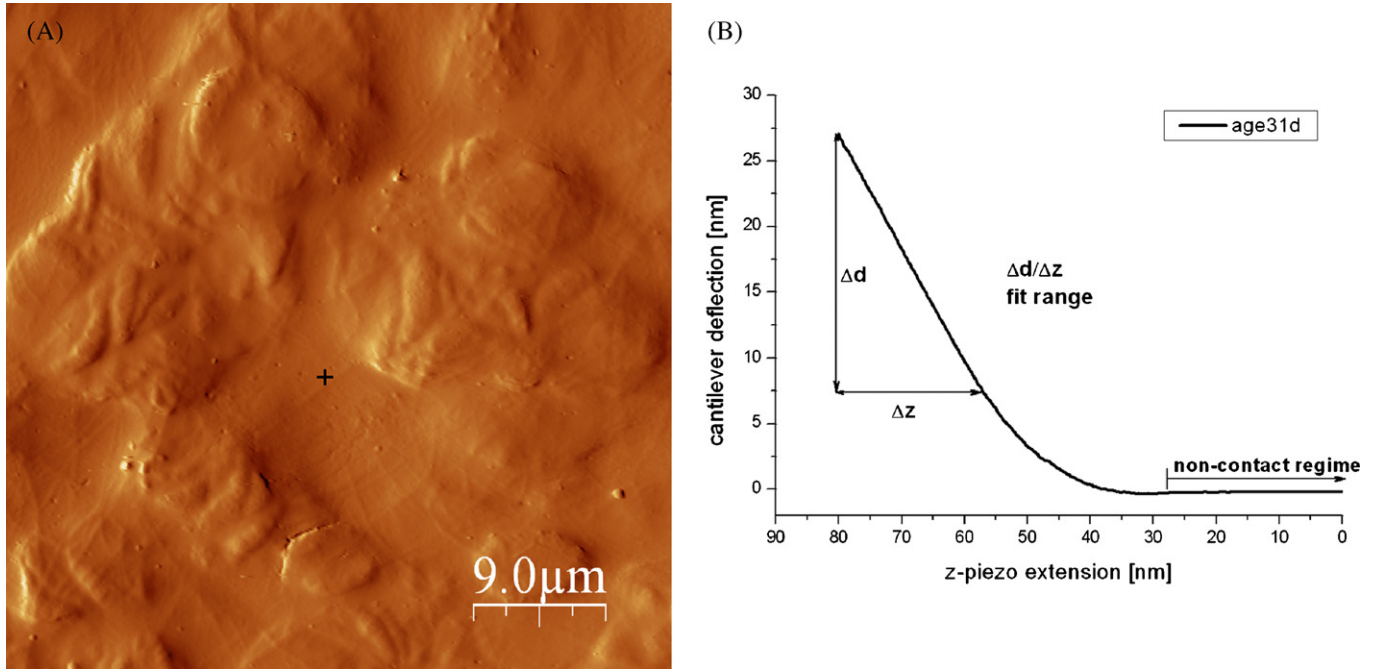 (A)
9.0µm
(B)
cantilever deflection [nm]
30
25
20
15
10
5
0
age31d
Δd
Δd/Δz
fit range
Δz
non-contact regime
90 80 70 60 50 40 30 20 10 0
z-piezo extension [nm]